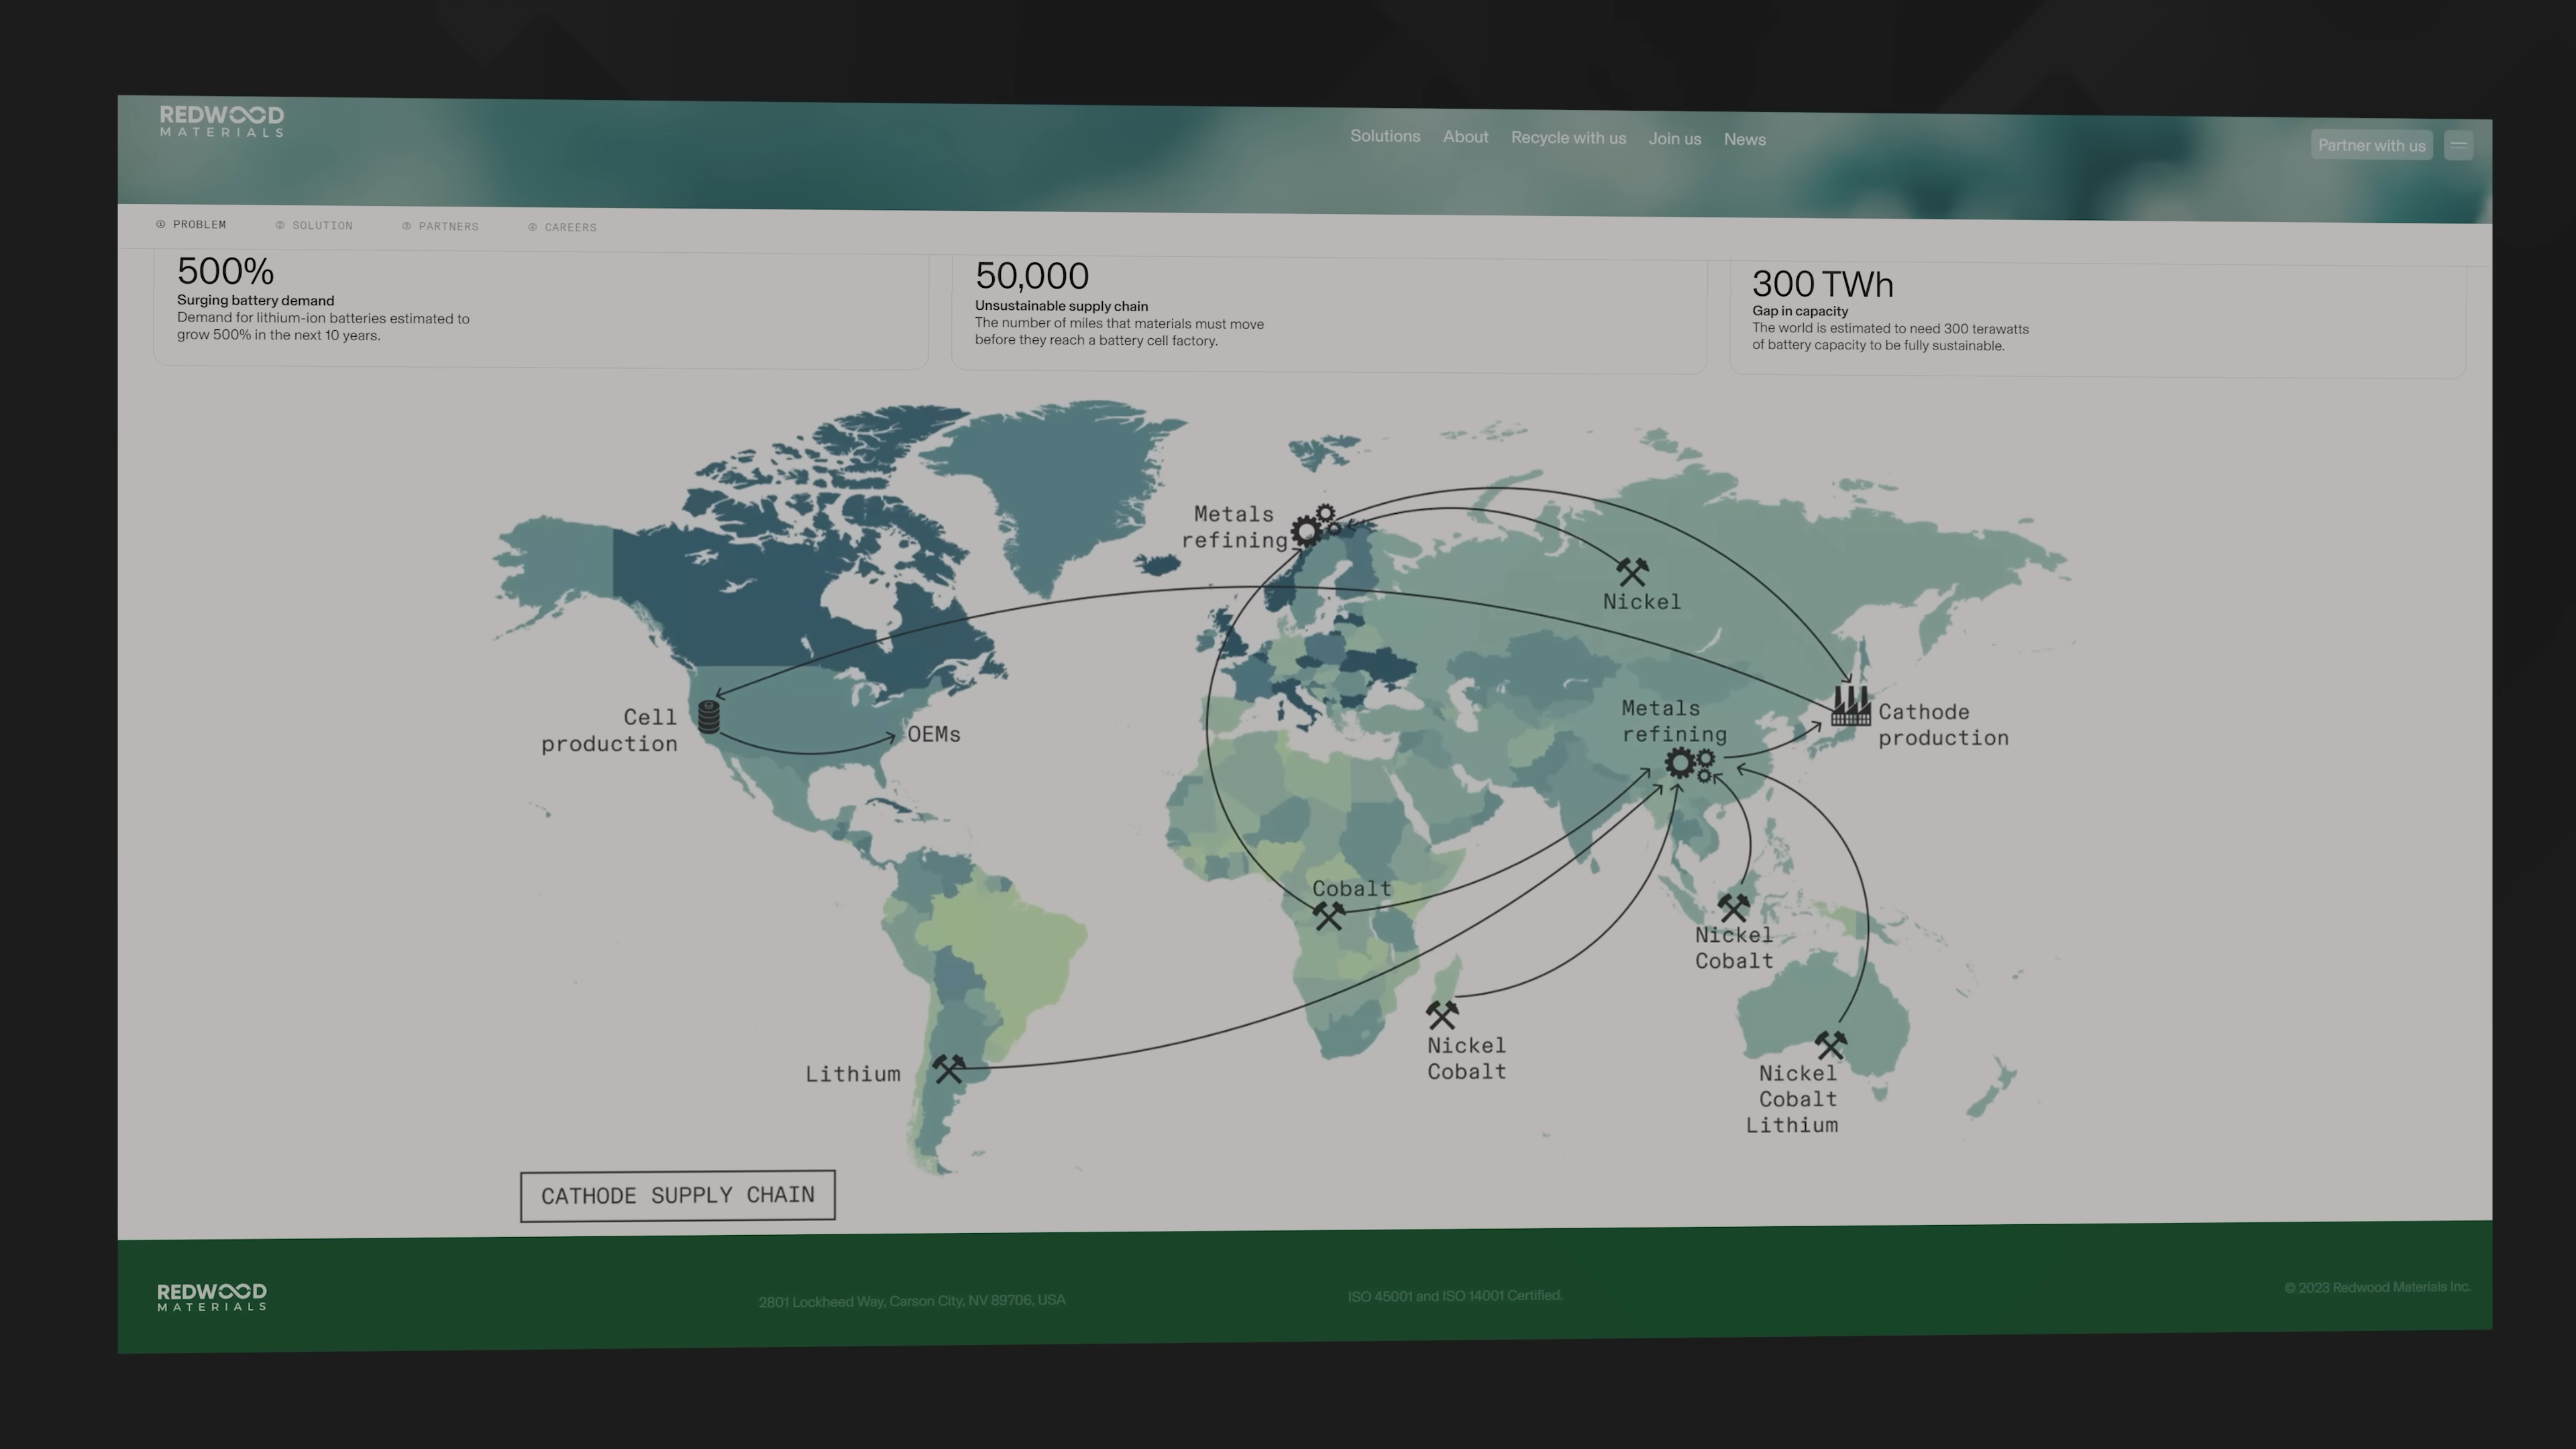 REDWOOD
MATERIALS
Solutions About Recycle with us Join us News
Partner with us
① PROBLEM ② SOLUTION ③ PARTNERS ④ CAREERS
500%
Surging battery demand
Demand for lithium-ion batteries estimated to
grow 500% in the next 10 years.
50,000
Unsustainable supply chain
The number of miles that materials must move
before they reach a battery cell factory.
300 TWh
Gap in capacity
The world is estimated to need 300 terawatts
of battery capacity to be fully sustainable.
Metals
refining
Nickel
Cell
production
OEMs
Metals
refining
Cathode
production
Cobalt
Nickel
Cobalt
Lithium
Nickel
Cobalt
Nickel
Cobalt
Lithium
CATHODE SUPPLY CHAIN
REDWOOD
MATERIALS
2801 Lockheed Way, Carson City, NV 89706, USA
ISO 45001 and ISO 14001 Certified.
© 2023 Redwood Materials Inc.